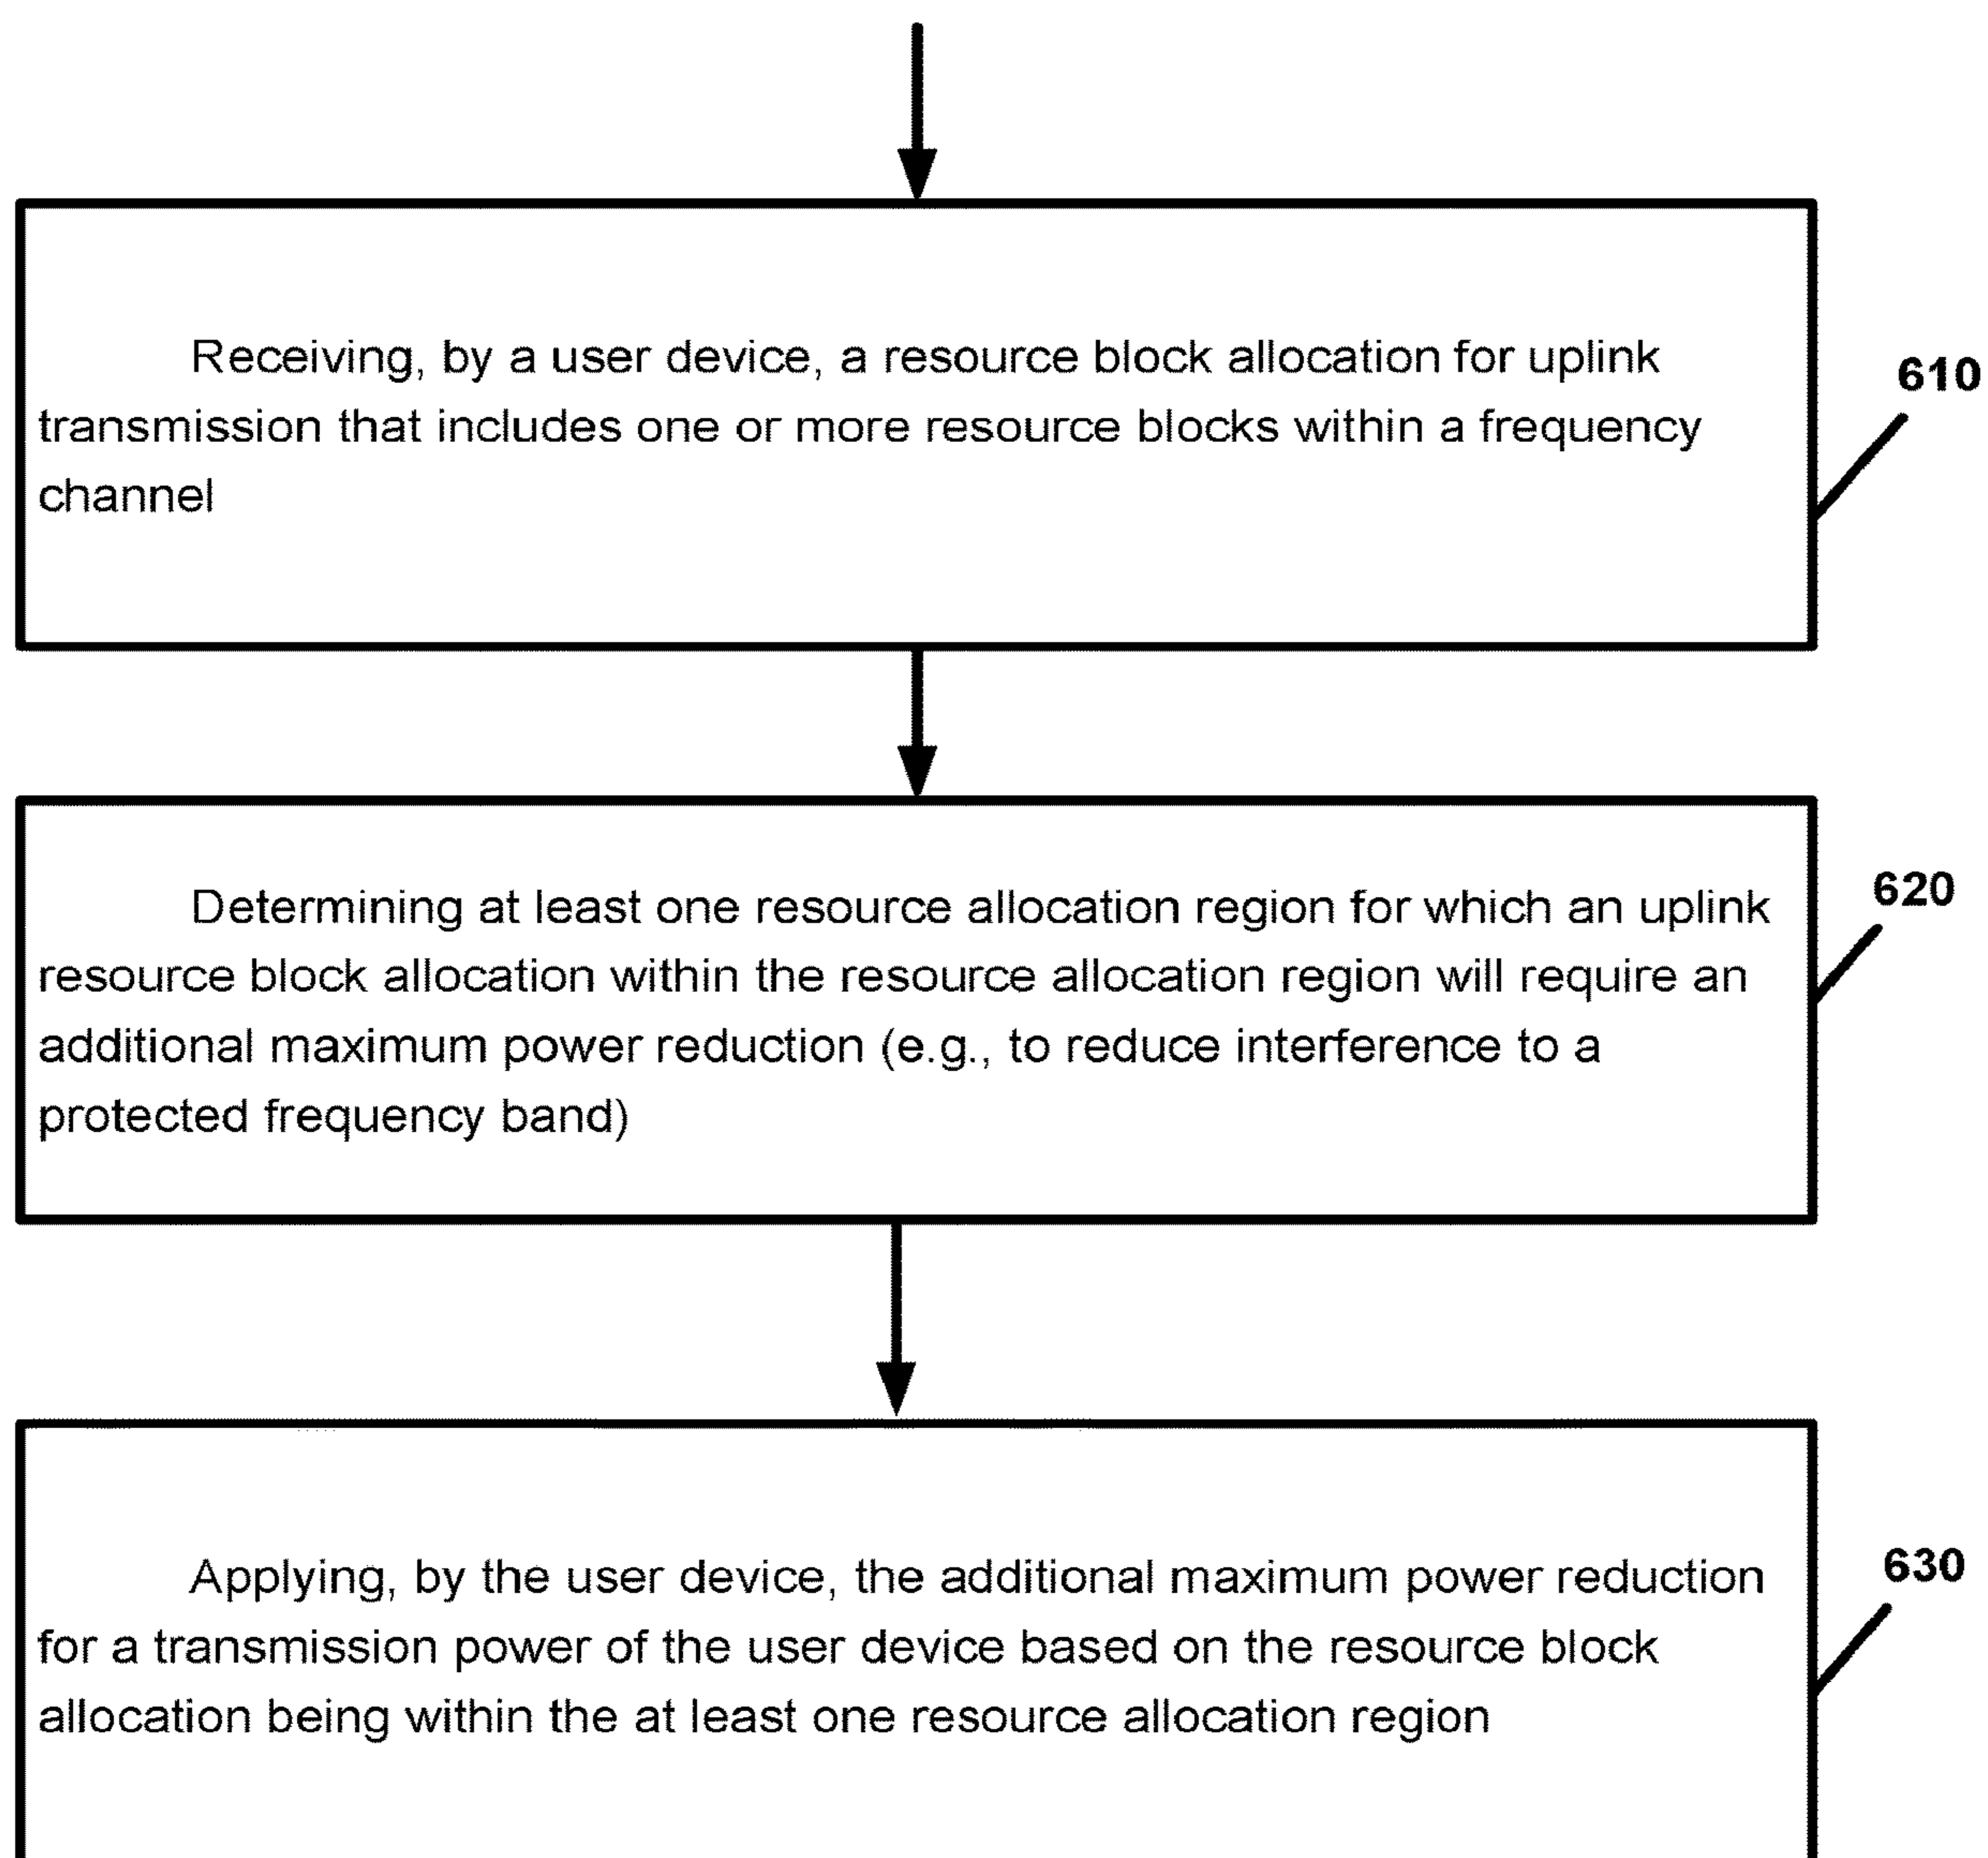 Receiving, by a user device, a resource block allocation for uplink
transmission that includes one or more resource blocks within a frequency
channel
610
Determining at least one resource allocation region for which an uplink
resource block allocation within the resource allocation region will require an
additional maximum power reduction (e.g., to reduce interference to a
protected frequency band)
620
Applying, by the user device, the additional maximum power reduction
for a transmission power of the user device based on the resource block
allocation being within the at least one resource allocation region
630